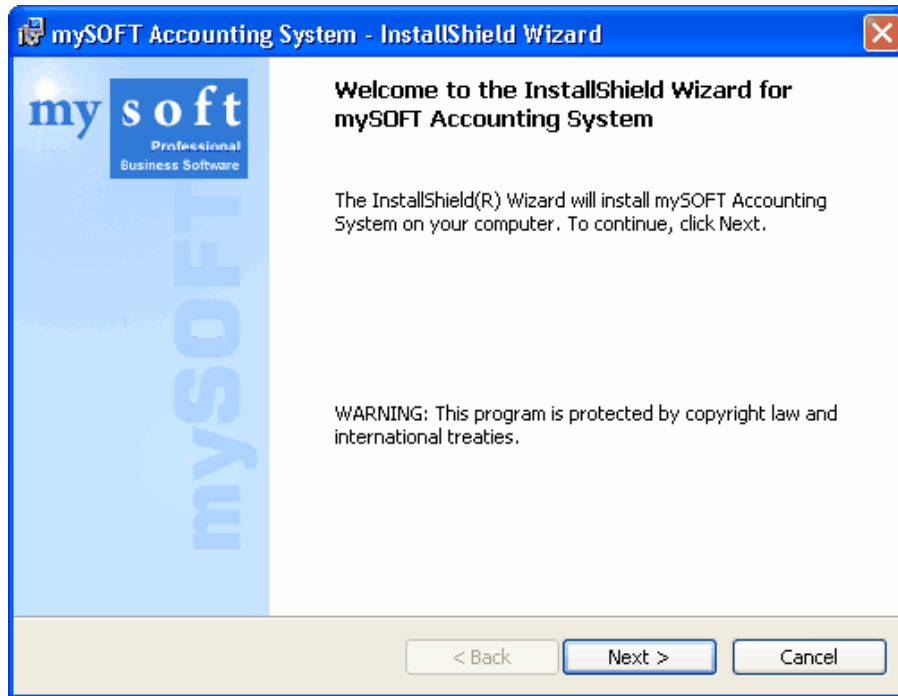 mySOFT Accounting System - InstallShield Wizard
my soft
Professional
Business Software
mySOFT
Welcome to the InstallShield Wizard for
mySOFT Accounting System
The InstallShield(R) Wizard will install mySOFT Accounting
System on your computer. To continue, click Next.
WARNING: This program is protected by copyright law and
international treaties.
< Back
Next >
Cancel